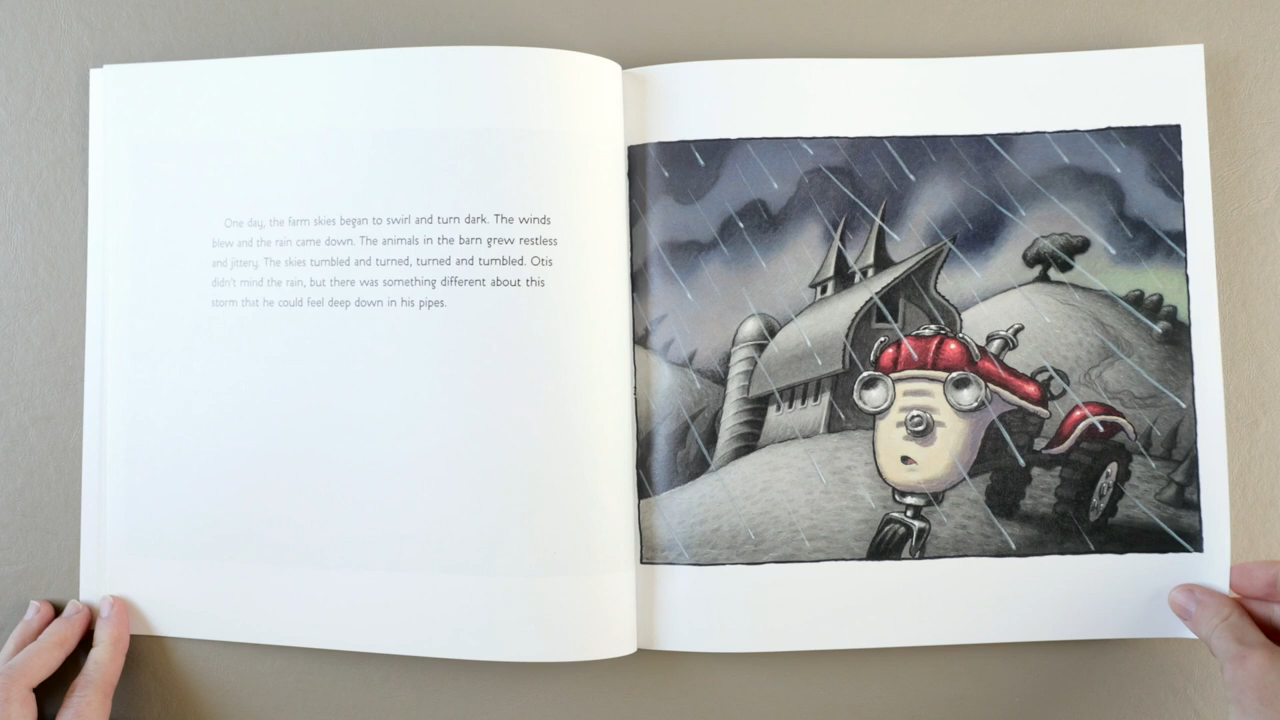 One day, the farm skies began to swirl and turn dark. The winds
blew and the rain came down. The animals in the barn grew restless
and jittery. The skies tumbled and turned, turned and tumbled. Otis
didn't mind the rain, but there was something different about this
storm that he could feel deep down in his pipes.